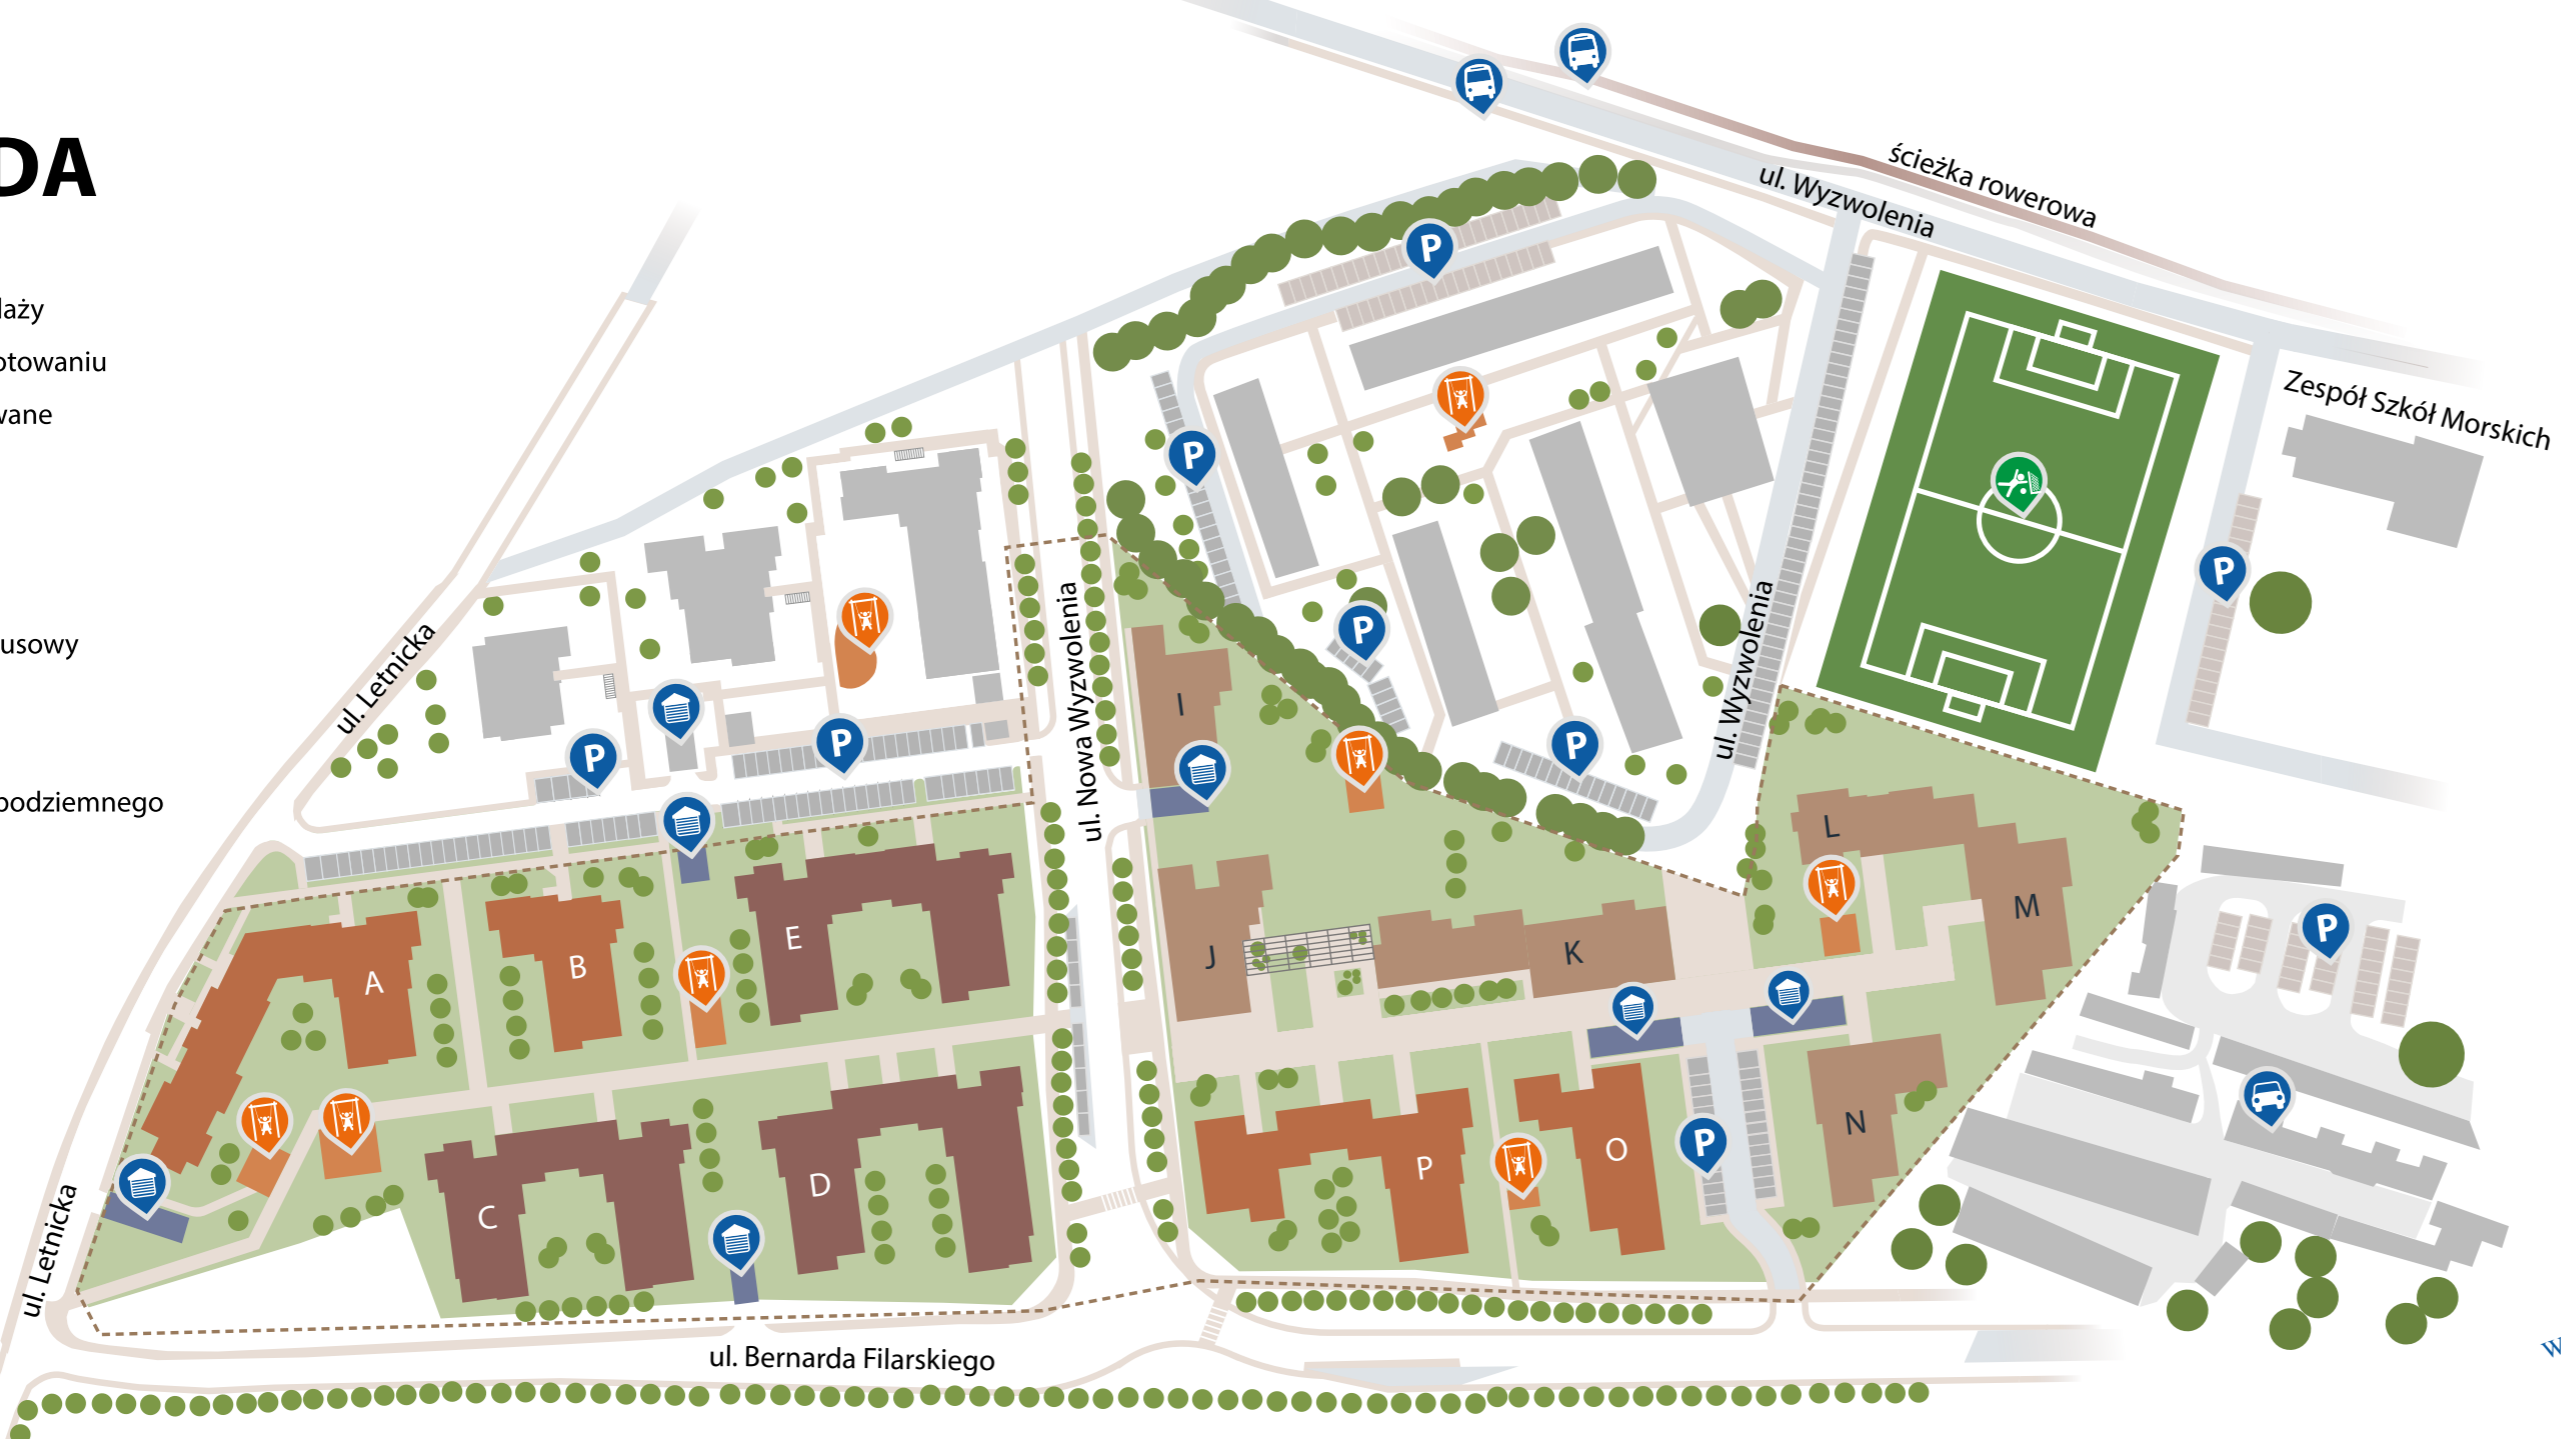 DA
laży
otowaniu
wane
usowy
podziemnego
ścieżka rowerowa
ul. Wyzwolenia
Zespół Szkół Morskich
ul. Letnicka
ul. Nowa Wyzwolenia
ul. Wyzwolenia
ul. Letnicka
ul. Bernarda Filarskiego
P
P
P
P
P
P
P
P
P
I
L
M
E
J
K
A
B
N
P
O
D
C
w